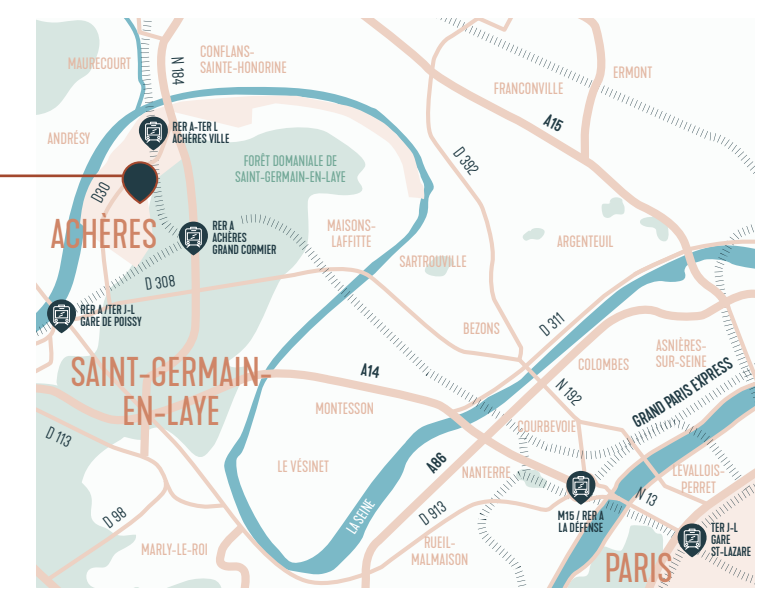 CONFLANS-
SAINTE-HONORINE
MAURECOURT
N 184
ERMONT
FRANCONVILLE
A15
ANDRÉSY
RER A-TER L
ACHÈRES VILLE
D 392
FORÊT DOMANIALE DE
SAINT-GERMAIN-EN-LAYE
D30
ACHÈRES
RER A
ACHÈRES
GRAND CORMIER
MAISONS-
LAFFITTE
ARGENTEUIL
SARTROUVILLE
D 308
RER A /TER J-L
GARE DE POISSY
BEZONS
D 311
ASNIÈRES-
SUR-SEINE
COLOMBES
SAINT-GERMAIN-
EN-LAYE
A14
N 192
GRAND PARIS EXPRESS
MONTESSON
COURBEVOIE
D 113
LE VÉSINET
A86
NANTERRE
LEVALLOIS-
PERRET
N 13
LA SEINE
D 98
D 913
M15 / RER A
LA DÉFENSE
TER J-L
GARE
ST-LAZARE
MARLY-LE-ROI
RUEIL-
MALMAISON
PARIS